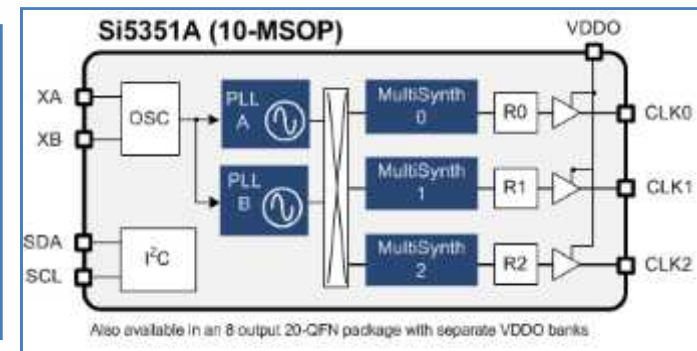 Si5351A (10-MSOP)
VDDO
XA
XB
OSC
PLL
A
PLL
B
MultiSynth
0
MultiSynth
1
MultiSynth
2
R0
R1
R2
CLK0
CLK1
CLK2
SDA
SCL
I²C
Also available in an 8 output 20-QFN package with separate VDDO banks